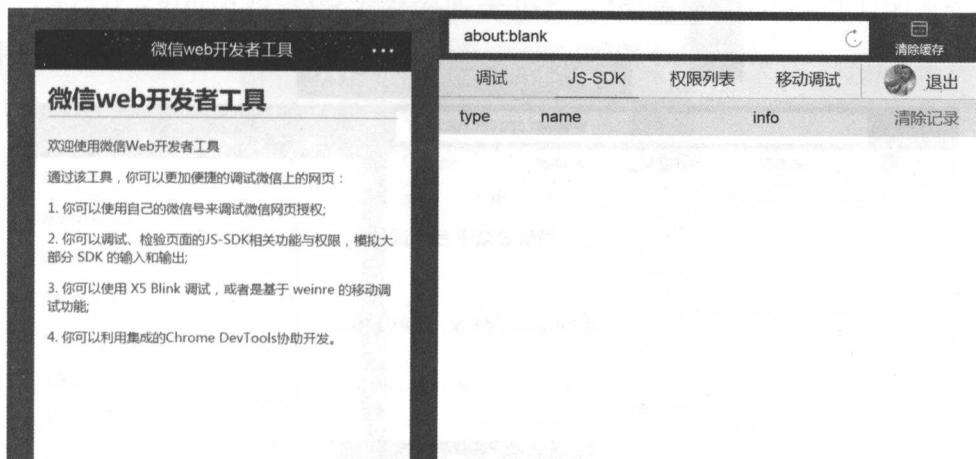 微信web开发者工具
微信web开发者工具
欢迎使用微信Web开发者工具
通过该工具，你可以更加便捷的调试微信上的网页：
1. 你可以使用自己的微信号来调试微信网页授权;
2. 你可以调试、检验页面的JS-SDK相关功能与权限，模拟大
部分 SDK 的输入和输出;
3. 你可以使用 X5 Blink 调试，或者是基于 weinre 的移动调
试功能;
4. 你可以利用集成的Chrome DevTools协助开发。
about:blank
清除缓存
调试 JS-SDK 权限列表 移动调试 退出
type name info 清除记录